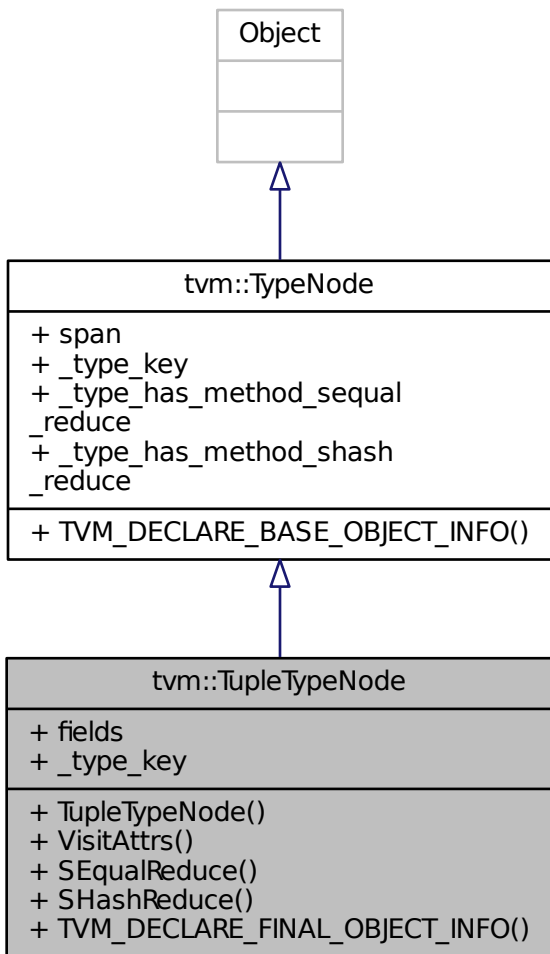 Object
tvm::TypeNode
+ span
+ _type_key
+ _type_has_method_sequal
_reduce
+ _type_has_method_shash
_reduce
+ TVM_DECLARE_BASE_OBJECT_INFO()
tvm::TupleTypeNode
+ fields
+ _type_key
+ TupleTypeNode()
+ VisitAttrs()
+ SEqualReduce()
+ SHashReduce()
+ TVM_DECLARE_FINAL_OBJECT_INFO()